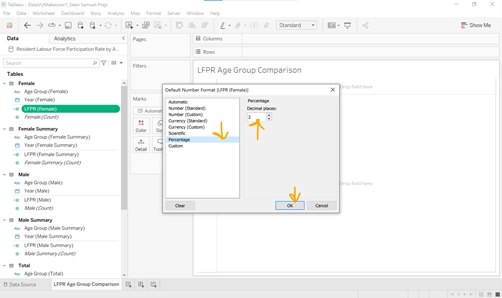 Tableau - DataVizMakeover1_Sean Samuel Prajs
File Data Worksheet Dashboard Story Analysis Map Format Server Window Help
Standard
Show Me
Data Analytics
Resident Labour Force Participation Rate by A...
Search
Tables
Female
Age Group (Female)
Year (Female)
LFPR (Female)
Female (Count)
Female Summary
Age Group (Female Summary)
Year (Female Summary)
LFPR (Female Summary)
Female Summary (Count)
Male
Age Group (Male)
Year (Male)
LFPR (Male)
Male (Count)
Male Summary
Age Group (Male Summary)
Year (Male Summary)
LFPR (Male Summary)
Male Summary (Count)
Total
Age Group (Total)
Pages
Filters
Marks
Automatic
Color
Detail
Columns
Rows
LFPR Age Group Comparison
Drop field here
Drop field here
Default Number Format [LFPR (Female)]
Automatic
Number (Standard)
Number (Custom)
Currency (Standard)
Currency (Custom)
Scientific
Percentage
Custom
Percentage
Decimal places:
2
Clear
OK
Cancel
Data Source
LFPR Age Group Comparison